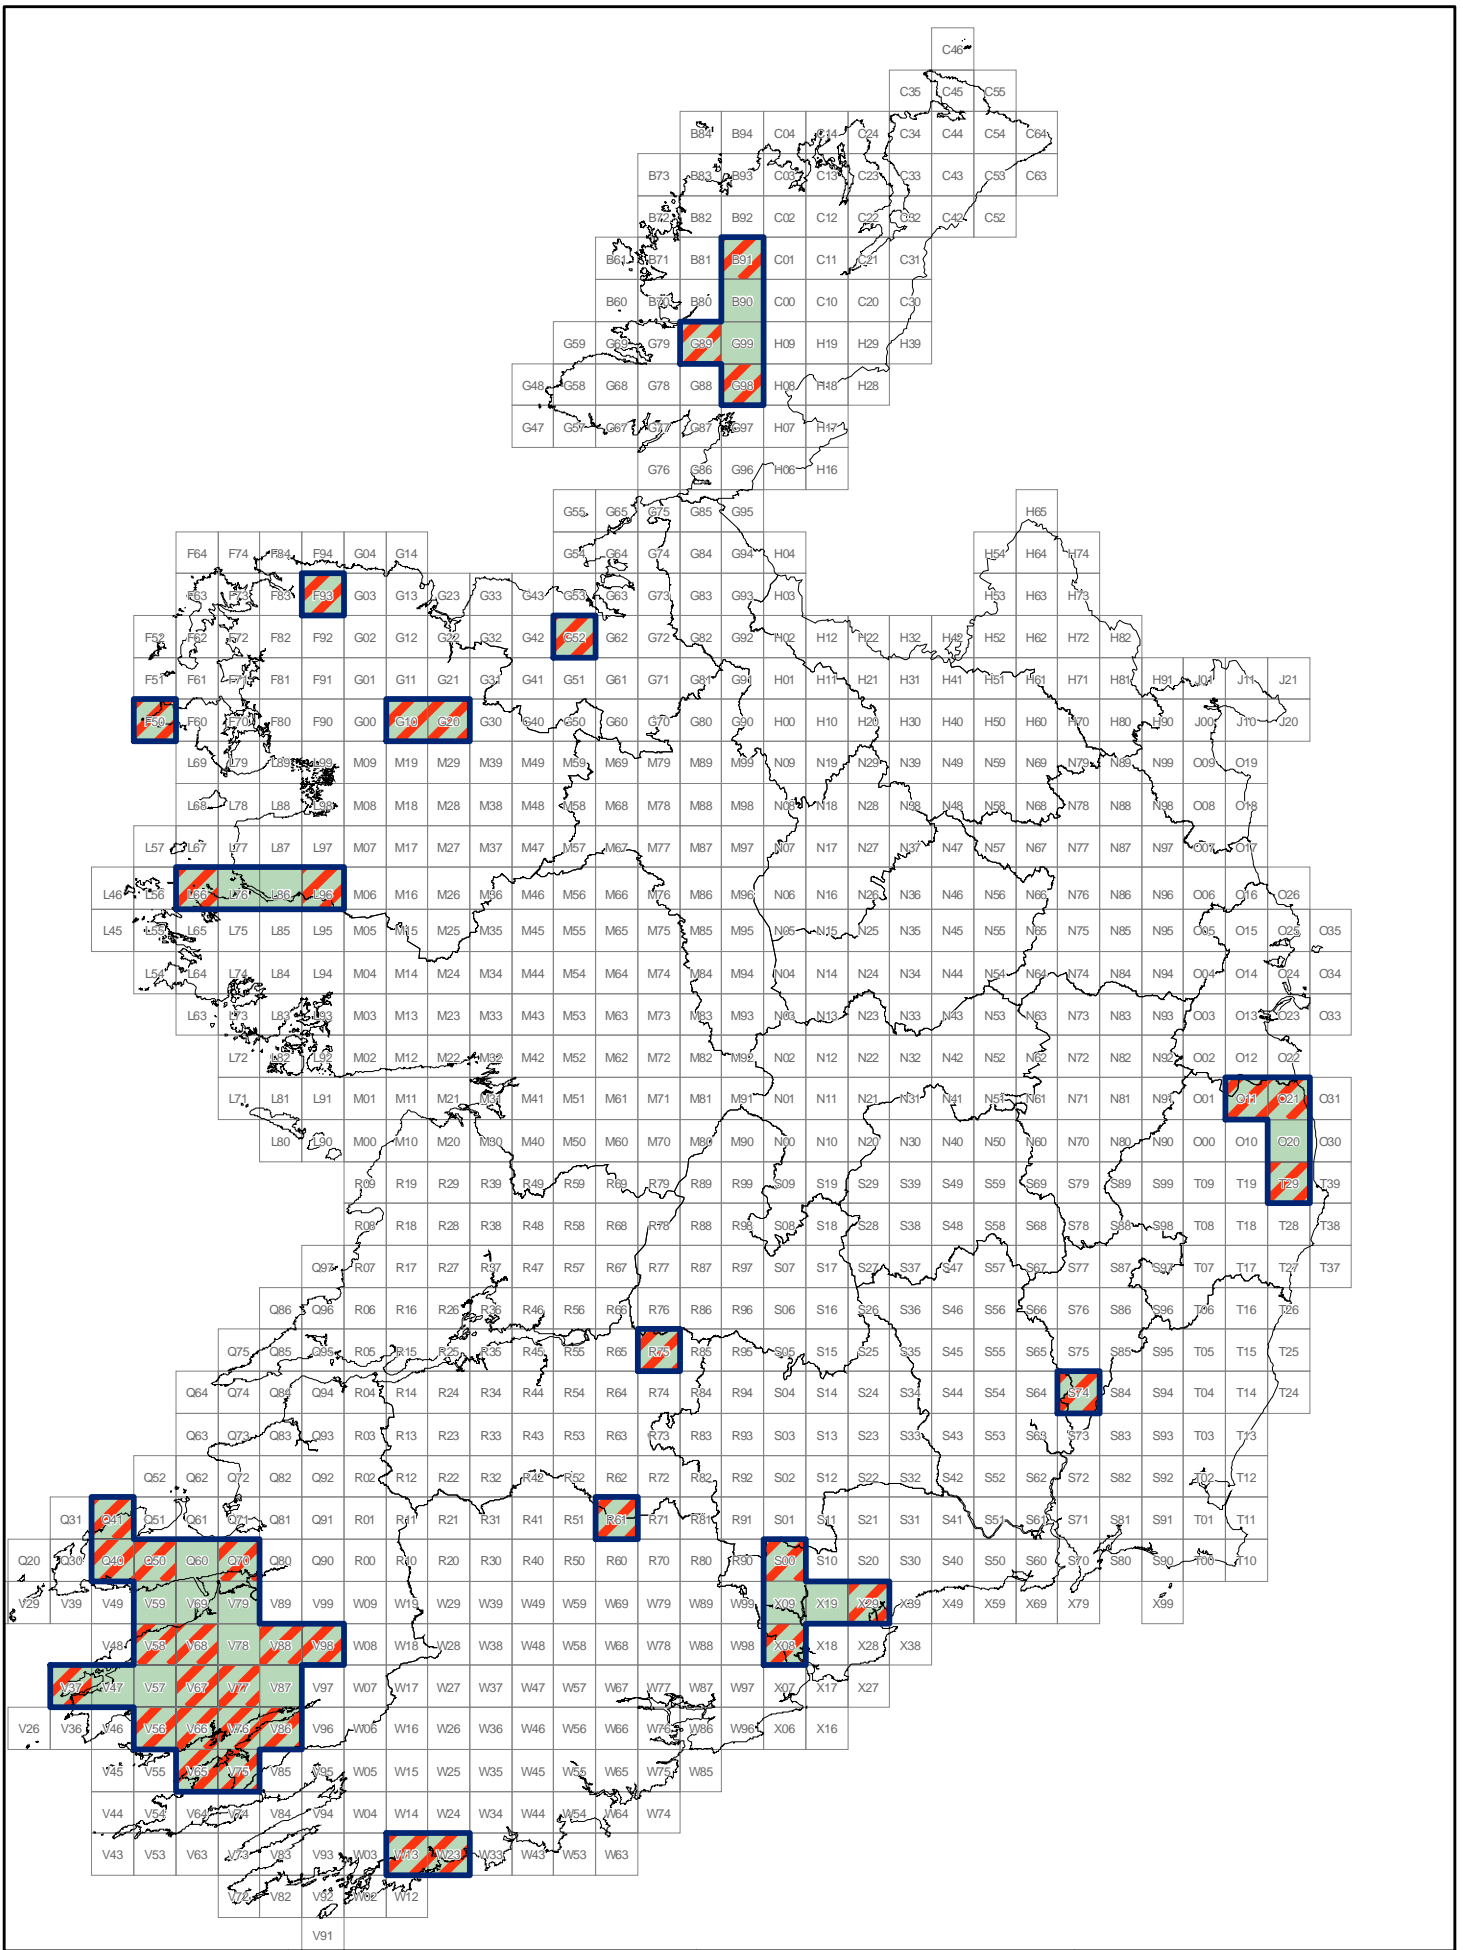 C46
C35 C45 C55
B84 B94 C04 C14 C24 C34 C44 C54 C64
B73 B83 B93 C03 C13 C23 C33 C43 C53 C63
B72 B82 B92 C02 C12 C22 C32 C42 C52
B61 B71 B81 B91 C01 C11 C21 C31
B60 B70 B80 B90 C00 C10 C20 C30
G59 G69 G79 G89 G99 H09 H19 H29 H39
G48 G58 G68 G78 G88 G98 H08 H18 H28
G47 G57 G67 G77 G87 G97 H07 H17
G76 G86 G96 H06 H16
G55 G65 G75 G85 G95 H65
F64 F74 F84 F94 G04 G14 G54 G64 G74 G84 G94 H04 H54 H64 H74
F63 F73 F83 F93 G03 G13 G23 G33 G43 G53 G63 G73 G83 G93 H03 H53 H63 H73
F52 F62 F72 F82 F92 G02 G12 G22 G32 G42 G52 G62 G72 G82 G92 H02 H12 H22 H32 H42 H52 H62 H72 H82
F51 F61 F71 F81 F91 G01 G11 G21 G31 G41 G51 G61 G71 G81 G91 H01 H11 H21 H31 H41 H51 H61 H71 H81 H91 J01 J11 J21
F50 F60 F70 F80 F90 G00 G10 G20 G30 G40 G50 G60 G70 G80 G90 H00 H10 H20 H30 H40 H50 H60 H70 H80 H90 J00 J10 J20
L69 L79 L89 L99 M09 M19 M29 M39 M49 M59 M69 M79 M89 M99 N09 N19 N29 N39 N49 N59 N69 N79 N89 N99 O09 O19
L68 L78 L88 L98 M08 M18 M28 M38 M48 M58 M68 M78 M88 M98 N08 N18 N28 N38 N48 N58 N68 N78 N88 N98 O08 O18
L57 L67 L77 L87 L97 M07 M17 M27 M37 M47 M57 M67 M77 M87 M97 N07 N17 N27 N37 N47 N57 N67 N77 N87 N97 O07 O17
L46 L56 L66 L76 L86 L96 M06 M16 M26 M36 M46 M56 M66 M76 M86 M96 N06 N16 N26 N36 N46 N56 N66 N76 N86 N96 O06 O16 O26
L45 L55 L65 L75 L85 L95 M05 M15 M25 M35 M45 M55 M65 M75 M85 M95 N05 N15 N25 N35 N45 N55 N65 N75 N85 N95 O05 O15 O25 O35
L54 L64 L74 L84 L94 M04 M14 M24 M34 M44 M54 M64 M74 M84 M94 N04 N14 N24 N34 N44 N54 N64 N74 N84 N94 O04 O14 O24 O34
L63 L73 L83 L93 M03 M13 M23 M33 M43 M53 M63 M73 M83 M93 N03 N13 N23 N33 N43 N53 N63 N73 N83 N93 O03 O13 O23 O33
L72 L82 L92 M02 M12 M22 M32 M42 M52 M62 M72 M82 M92 N02 N12 N22 N32 N42 N52 N62 N72 N82 N92 O02 O12 O22
L71 L81 L91 M01 M11 M21 M31 M41 M51 M61 M71 M81 M91 N01 N11 N21 N31 N41 N51 N61 N71 N81 N91 O01 O11 O21 O31
L80 L90 M00 M10 M20 M30 M40 M50 M60 M70 M80 M90 N00 N10 N20 N30 N40 N50 N60 N70 N80 N90 O00 O10 O20 O30
R09 R19 R29 R39 R49 R59 R69 R79 R89 R99 S09 S19 S29 S39 S49 S59 S69 S79 S89 S99 T09 T19 T29 T39
R08 R18 R28 R38 R48 R58 R68 R78 R88 R98 S08 S18 S28 S38 S48 S58 S68 S78 S88 S98 T08 T18 T28 T38
Q97 R07 R17 R27 R37 R47 R57 R67 R77 R87 R97 S07 S17 S27 S37 S47 S57 S67 S77 S87 S97 T07 T17 T27 T37
Q86 Q96 R06 R16 R26 R36 R46 R56 R66 R76 R86 R96 S06 S16 S26 S36 S46 S56 S66 S76 S86 S96 T06 T16 T26
Q75 Q85 Q95 R05 R15 R25 R35 R45 R55 R65 R75 R85 R95 S05 S15 S25 S35 S45 S55 S65 S75 S85 S95 T05 T15 T25
Q64 Q74 Q84 Q94 R04 R14 R24 R34 R44 R54 R64 R74 R84 R94 S04 S14 S24 S34 S44 S54 S64 S74 S84 S94 T04 T14 T24
Q63 Q73 Q83 Q93 R03 R13 R23 R33 R43 R53 R63 R73 R83 R93 S03 S13 S23 S33 S43 S53 S63 S73 S83 S93 T03 T13
Q52 Q62 Q72 Q82 Q92 R02 R12 R22 R32 R42 R52 R62 R72 R82 R92 S02 S12 S22 S32 S42 S52 S62 S72 S82 S92 T02 T12
Q31 Q41 Q51 Q61 Q71 Q81 Q91 R01 R11 R21 R31 R41 R51 R61 R71 R81 R91 S01 S11 S21 S31 S41 S51 S61 S71 S81 S91 T01 T11
Q20 Q30 Q40 Q50 Q60 Q70 Q80 Q90 R00 R10 R20 R30 R40 R50 R60 R70 R80 R90 S00 S10 S20 S30 S40 S50 S60 S70 S80 S90 T00 T10
V29 V39 V49 V59 V69 V79 V89 V99 W09 W19 W29 W39 W49 W59 W69 W79 W89 W99 X09 X19 X29 X39 X49 X59 X69 X79 X99
V48 V58 V68 V78 V88 V98 W08 W18 W28 W38 W48 W58 W68 W78 W88 W98 X08 X18 X28 X38
V37 V47 V57 V67 V77 V87 V97 W07 W17 W27 W37 W47 W57 W67 W77 W87 W97 X07 X17 X27
V26 V36 V46 V56 V66 V76 V86 V96 W06 W16 W26 W36 W46 W56 W66 W76 W86 W96 X06 X16
V45 V55 V65 V75 V85 V95 W05 W15 W25 W35 W45 W55 W65 W75 W85
V44 V54 V64 V74 V84 V94 W04 W14 W24 W34 W44 W54 W64 W74
V43 V53 V63 V73 V83 V93 W03 W13 W23 W33 W43 W53 W63
V72 V82 V92 W02 W12
V91